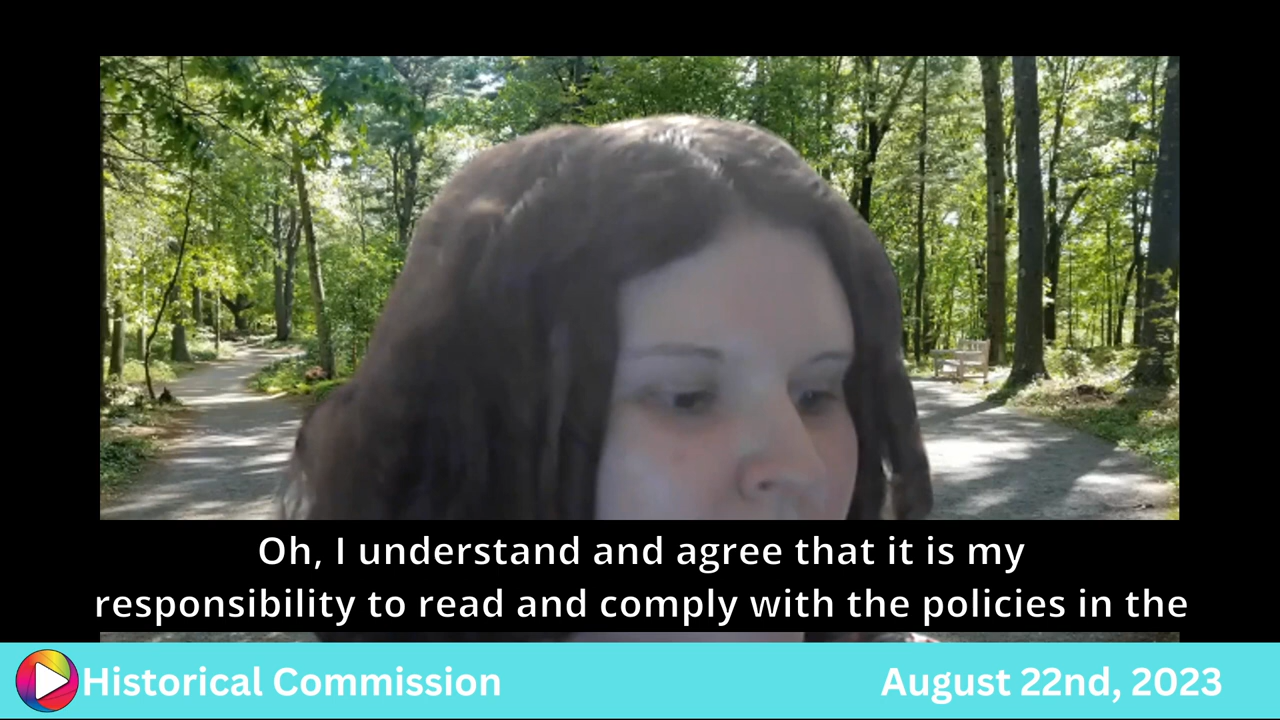 Oh, I understand and agree that it is my
responsibility to read and comply with the policies in the
Historical Commission
August 22nd, 2023